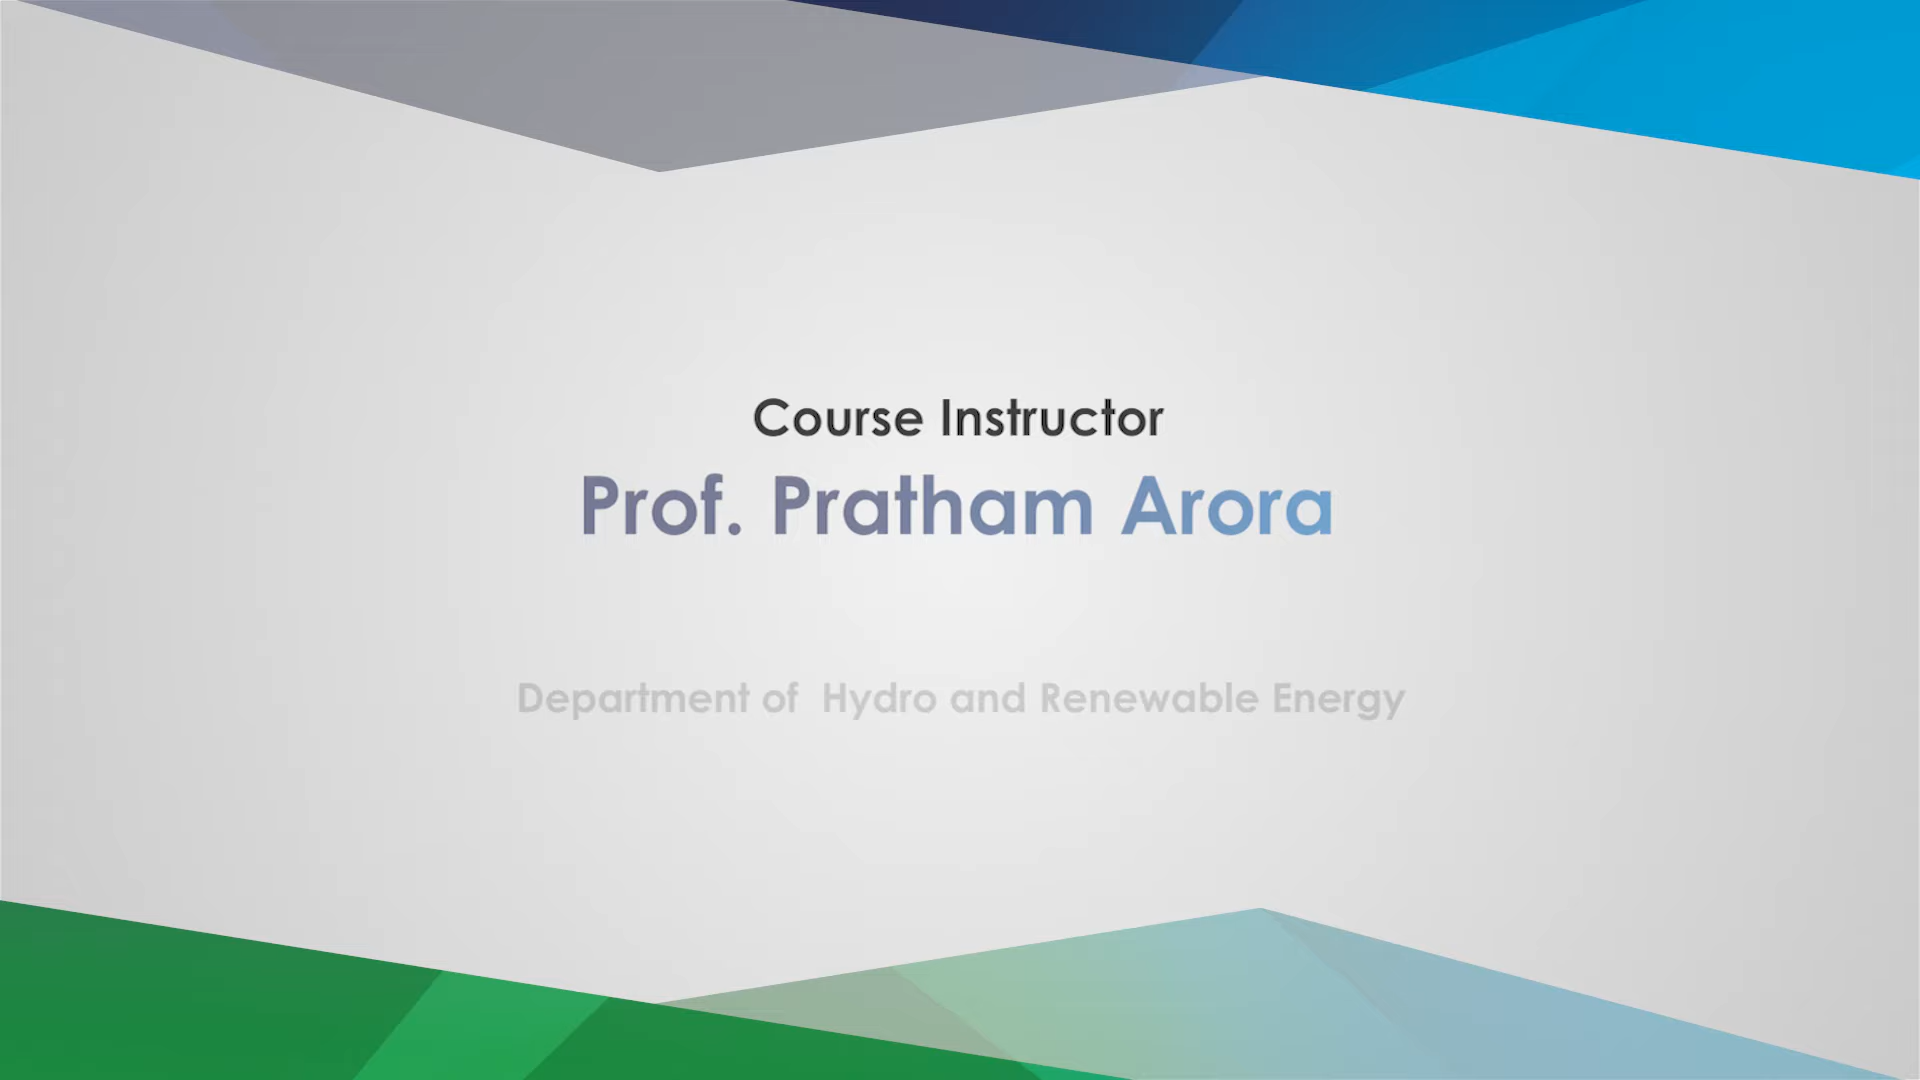 Course Instructor
Prof. Pratham Arora
Department of Hydro and Renewable Energy